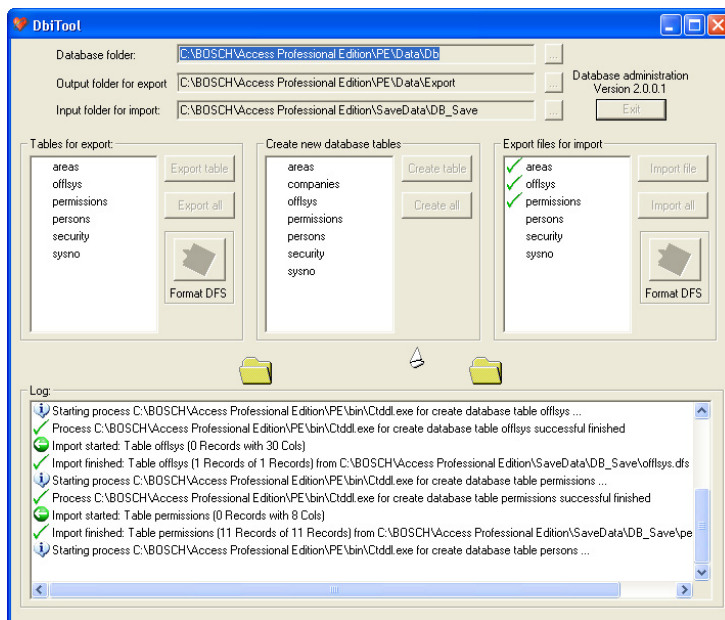 DbiTool
Database folder: C:\BOSCH\Access Professional Edition\PE\Data\Db ...
Output folder for export C:\BOSCH\Access Professional Edition\PE\Data\Export ... Database administration
Version 2.0.0.1
Input folder for import: C:\BOSCH\Access Professional Edition\SaveData\DB_Save ... Exit
Tables for export: Create new database tables Export files for import
areas Export table areas Create table areas Import file
offlsys companies offlsys
permissions Export all offlsys Create all permissions Import all
persons permissions persons
security persons security
sysno security sysno
sysno
Format DFS Format DFS
Log:
Starting process C:\BOSCH\Access Professional Edition\PE\bin\Ctddl.exe for create database table offlsys ...
Process C:\BOSCH\Access Professional Edition\PE\bin\Ctddl.exe for create database table offlsys successful finished
Import started: Table offlsys (0 Records with 30 Cols)
Import finished: Table offlsys (1 Records of 1 Records) from C:\BOSCH\Access Professional Edition\SaveData\DB_Save\offlsys.dfs
Starting process C:\BOSCH\Access Professional Edition\PE\bin\Ctddl.exe for create database table permissions ...
Process C:\BOSCH\Access Professional Edition\PE\bin\Ctddl.exe for create database table permissions successful finished
Import started: Table permissions (0 Records with 8 Cols)
Import finished: Table permissions (11 Records of 11 Records) from C:\BOSCH\Access Professional Edition\SaveData\DB_Save\pe
Starting process C:\BOSCH\Access Professional Edition\PE\bin\Ctddl.exe for create database table persons ...